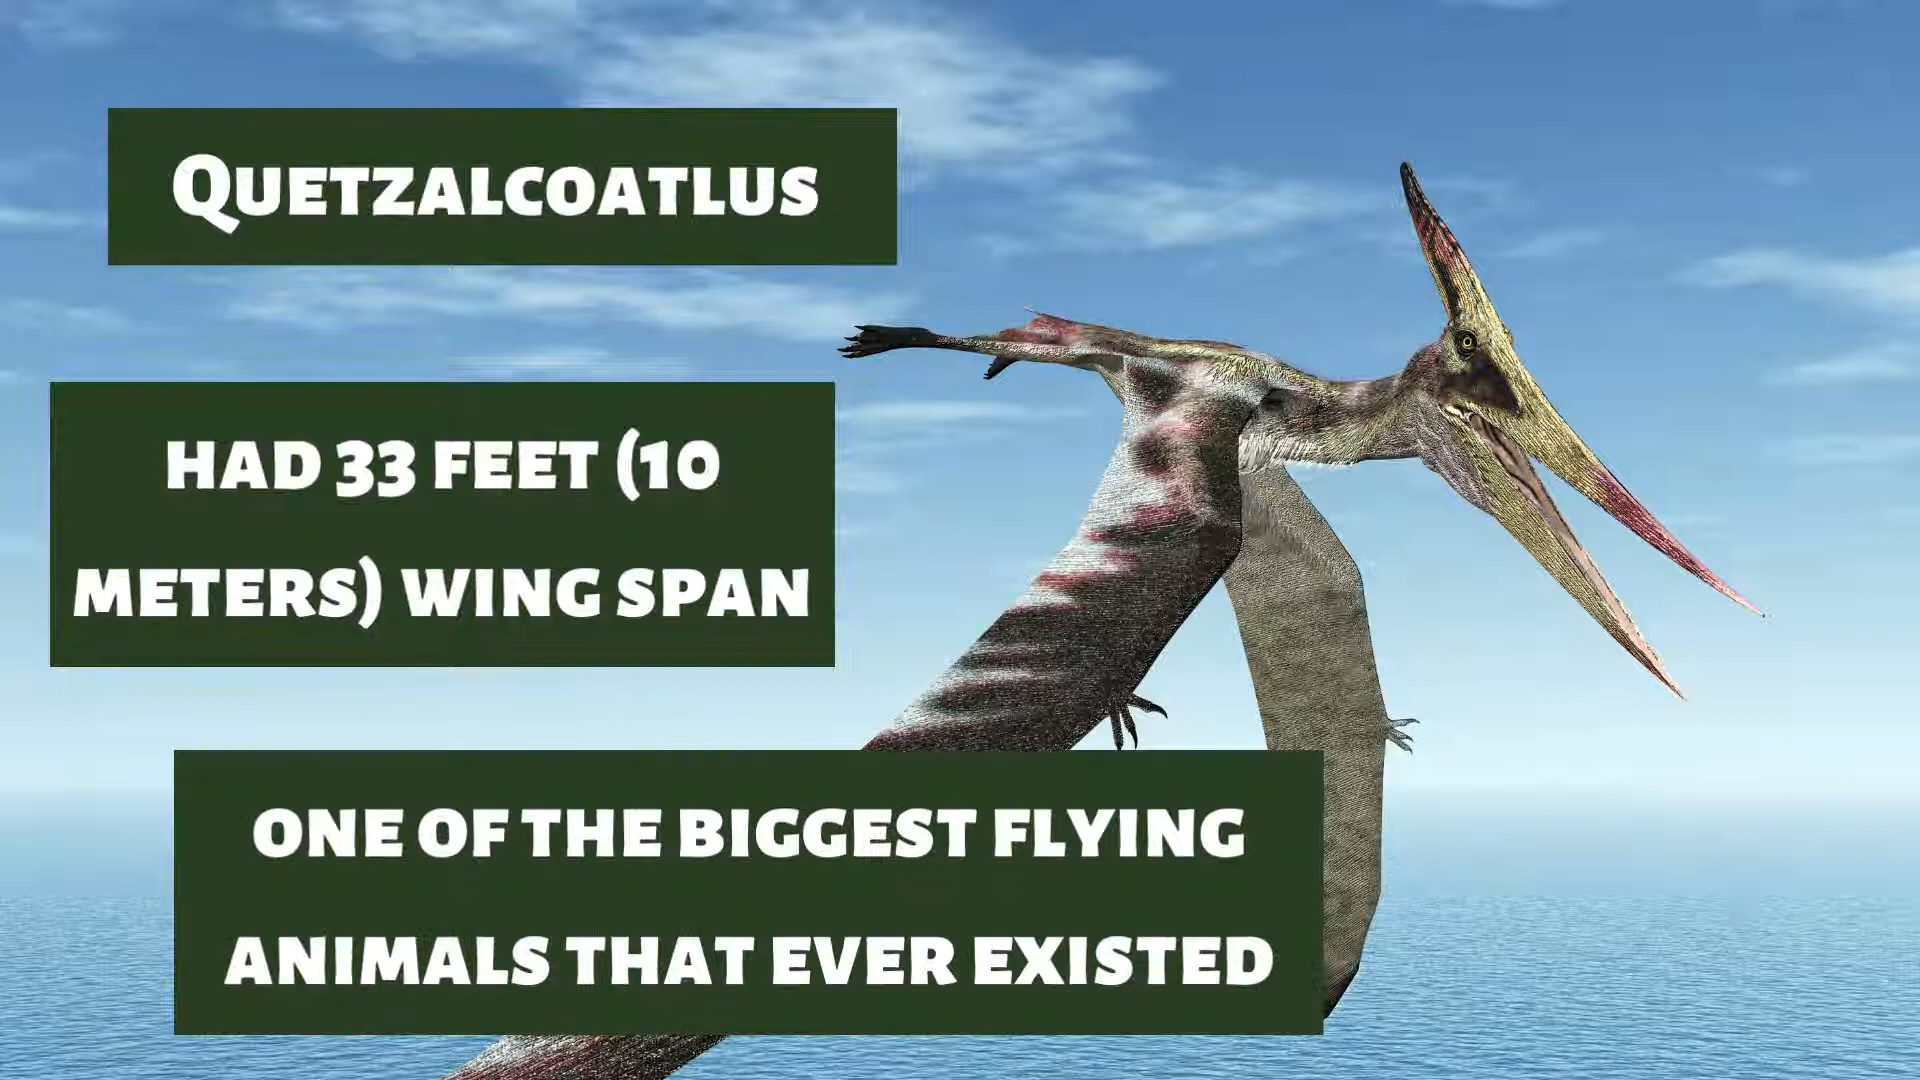 QUETZALCOATLUS
HAD 33 FEET (10
METERS) WING SPAN
ONE OF THE BIGGEST FLYING
ANIMALS THAT EVER EXISTED